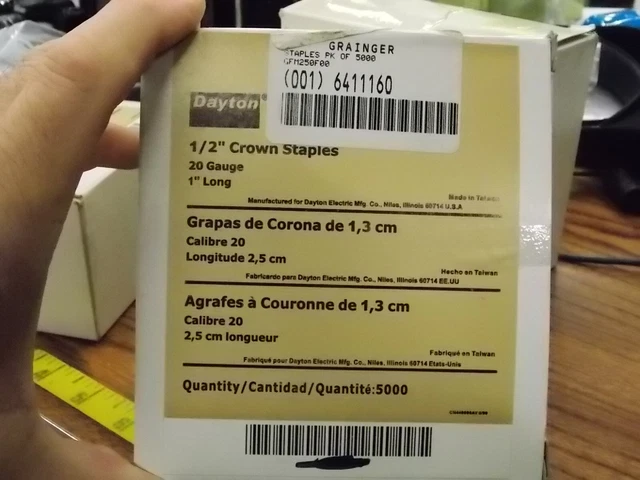 GRAINGER
STAPLES PK OF 5000
GFM250F00
(001) 6411160
Dayton
1/2" Crown Staples
20 Gauge
1" Long
Made in Taiwan
Manufactured for Dayton Electric Mfg. Co., Niles, Illinois 60714 U.S.A
Grapas de Corona de 1,3 cm
Calibre 20
Longitude 2,5 cm
Hecho en Taiwan
Fabricardo para Dayton Electric Mfg. Co., Niles, Illinois 60714 EE.UU
Agrafes à Couronne de 1,3 cm
Calibre 20
2,5 cm longueur
Fabriqué en Taiwan
Fabriqué pour Dayton Electric Mfg. Co., Niles, Illinois 60714 Etats-Unis
Quantity/Cantidad/Quantité:5000